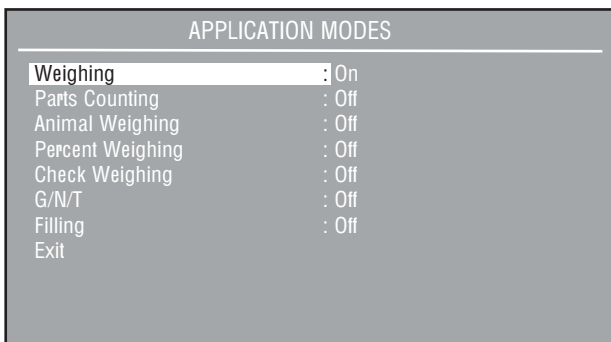 APPLICATION MODES
Weighing : On
Parts Counting : Off
Animal Weighing : Off
Percent Weighing : Off
Check Weighing : Off
G/N/T : Off
Filling : Off
Exit